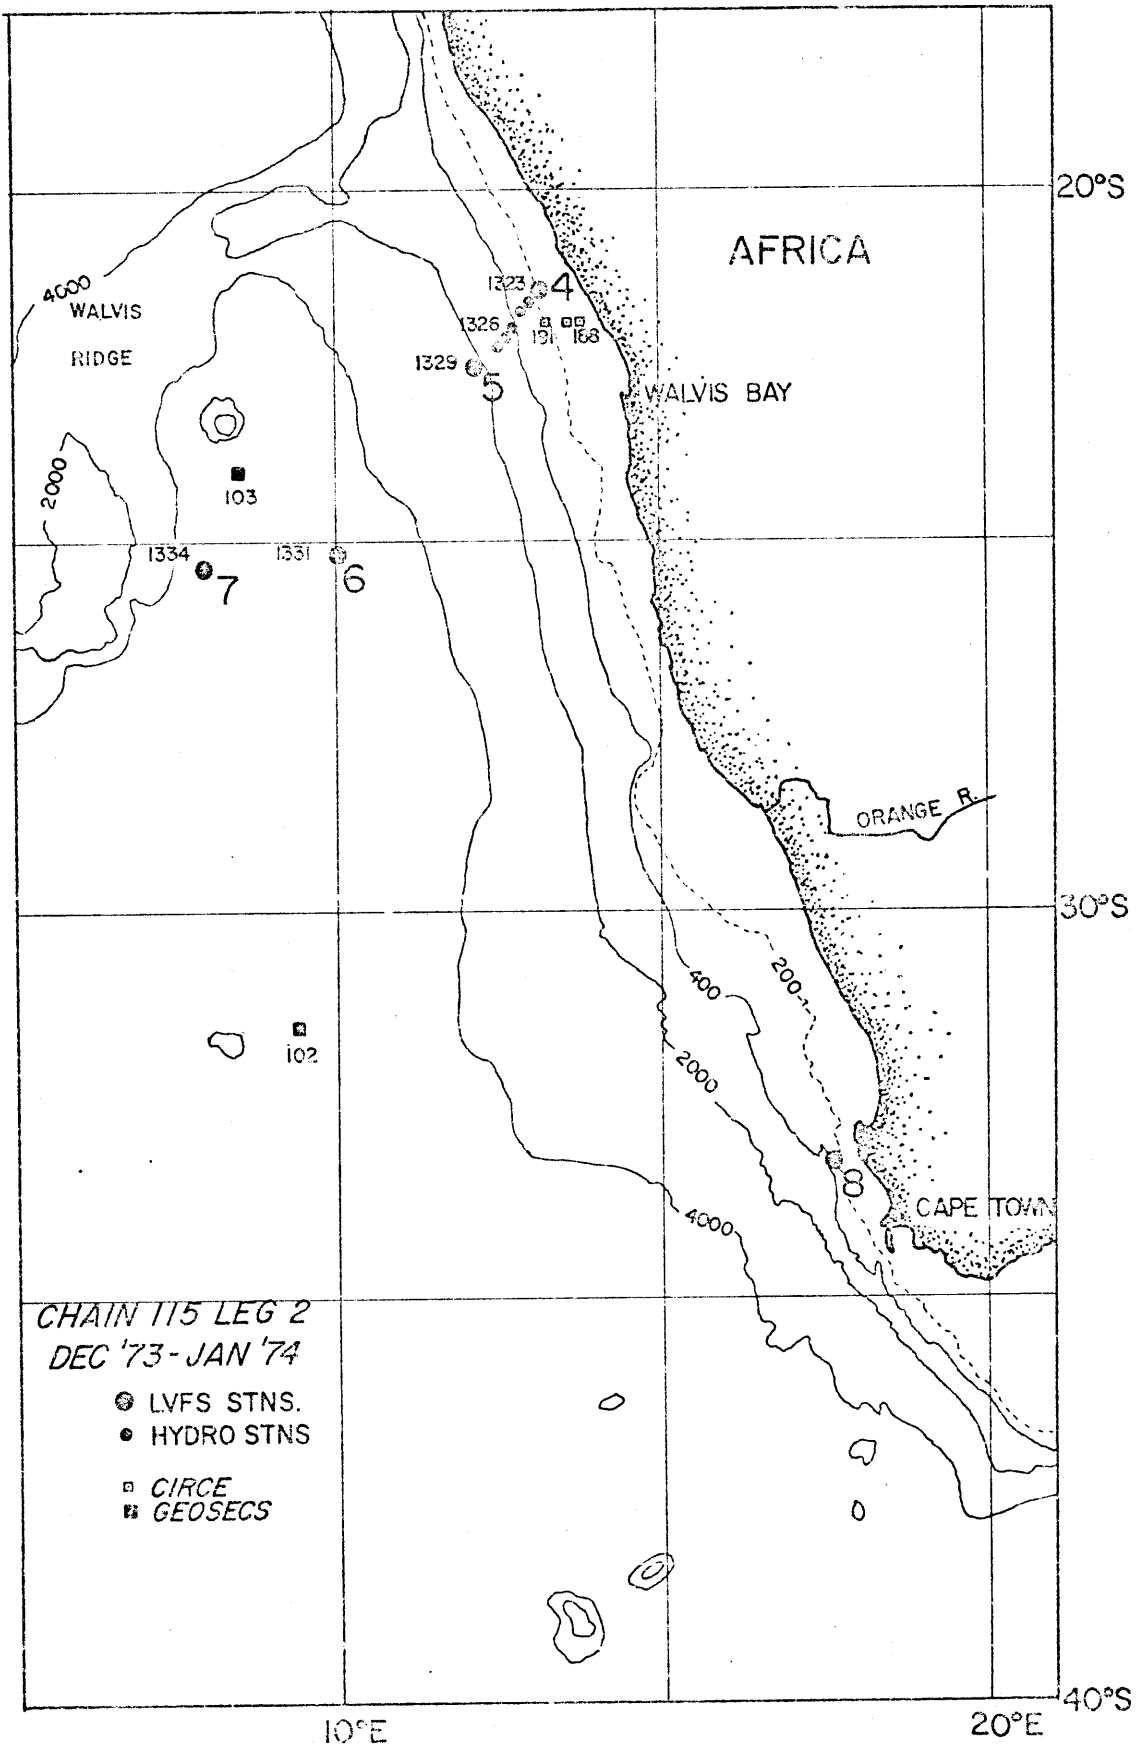 20°S
AFRICA
4000
WALVIS
RIDGE
1323
4
1326
191
168
1329
5
WALVIS BAY
2000
103
1334
7
1331
6
ORANGE R.
30°S
400
200
102
2000
8
CAPE TOWN
4000
CHAIN 115 LEG 2
DEC '73-JAN '74
LVFS STNS.
HYDRO STNS
CIRCE
GEOSECS
40°S
10°E
20°E